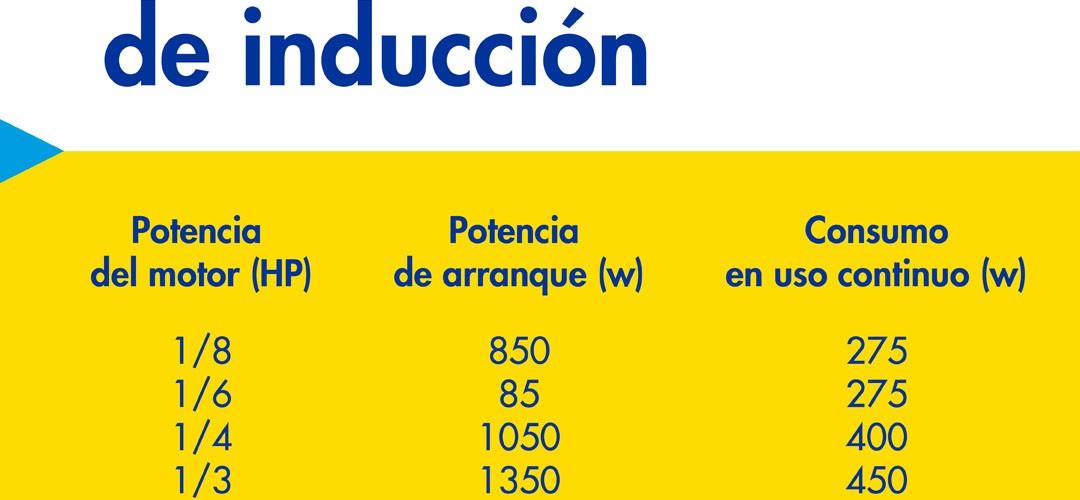 de inducción
Potencia
del motor (HP)
Potencia
de arranque (w)
Consumo
en uso continuo (w)
1/8 850 275
1/6 85 275
1/4 1050 400
1/3 1350 450